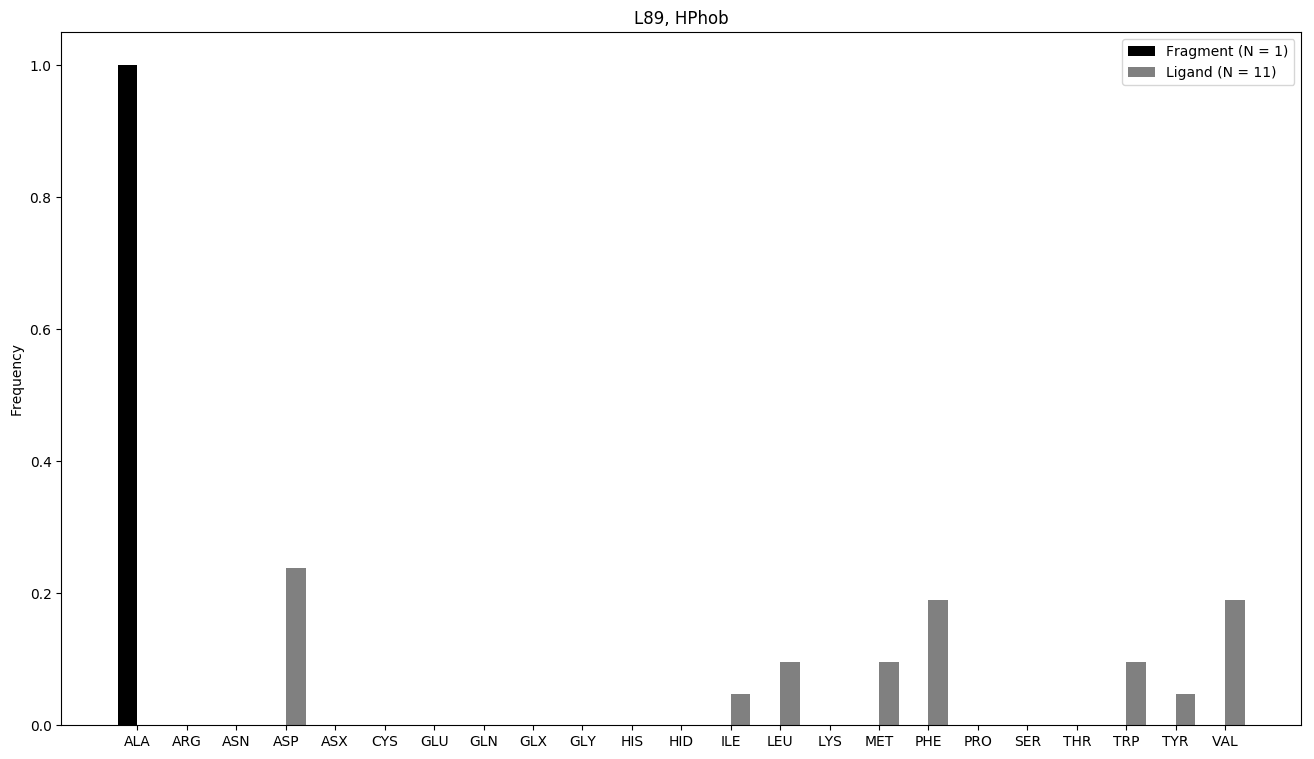 L89, HPhob
Fragment (N = 1)
Ligand (N = 11)
Frequency
1.0
0.8
0.6
0.4
0.2
0.0
ALA ARG ASN ASP ASX CYS GLU GLN GLX GLY HIS HID ILE LEU LYS MET PHE PRO SER THR TRP TYR VAL